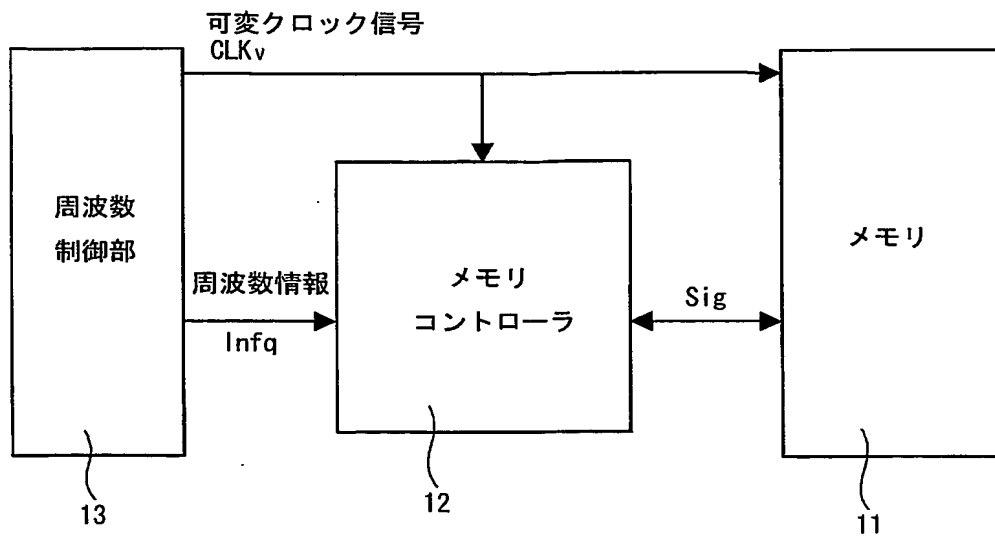 可変クロック信号
CLKv
周波数
制御部
周波数情報
Infq
メモリ
コントローラ
Sig
メモリ
13
12
11